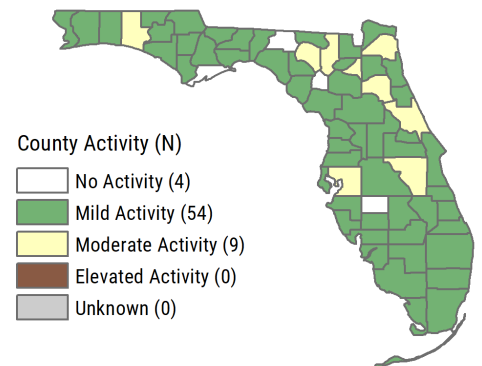 County Activity (N)
No Activity (4)
Mild Activity (54)
Moderate Activity (9)
Elevated Activity (0)
Unknown (0)